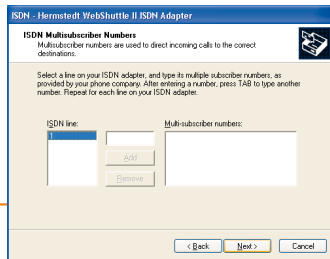 ISDN - Hermstedt WebShuttle II ISDN Adapter
ISDN Multisubscriber Numbers
Multisubscriber numbers are used to direct incoming calls to the correct
destinations.
Select a line on your ISDN adapter, and type its multiple subscriber numbers, as
provided by your phone company. After entering a number, press TAB to type another
number. Repeat for each line on your ISDN adapter.
ISDN line:
Multi-subscriber numbers:
1
Add
Remove
< Back
Next >
Cancel